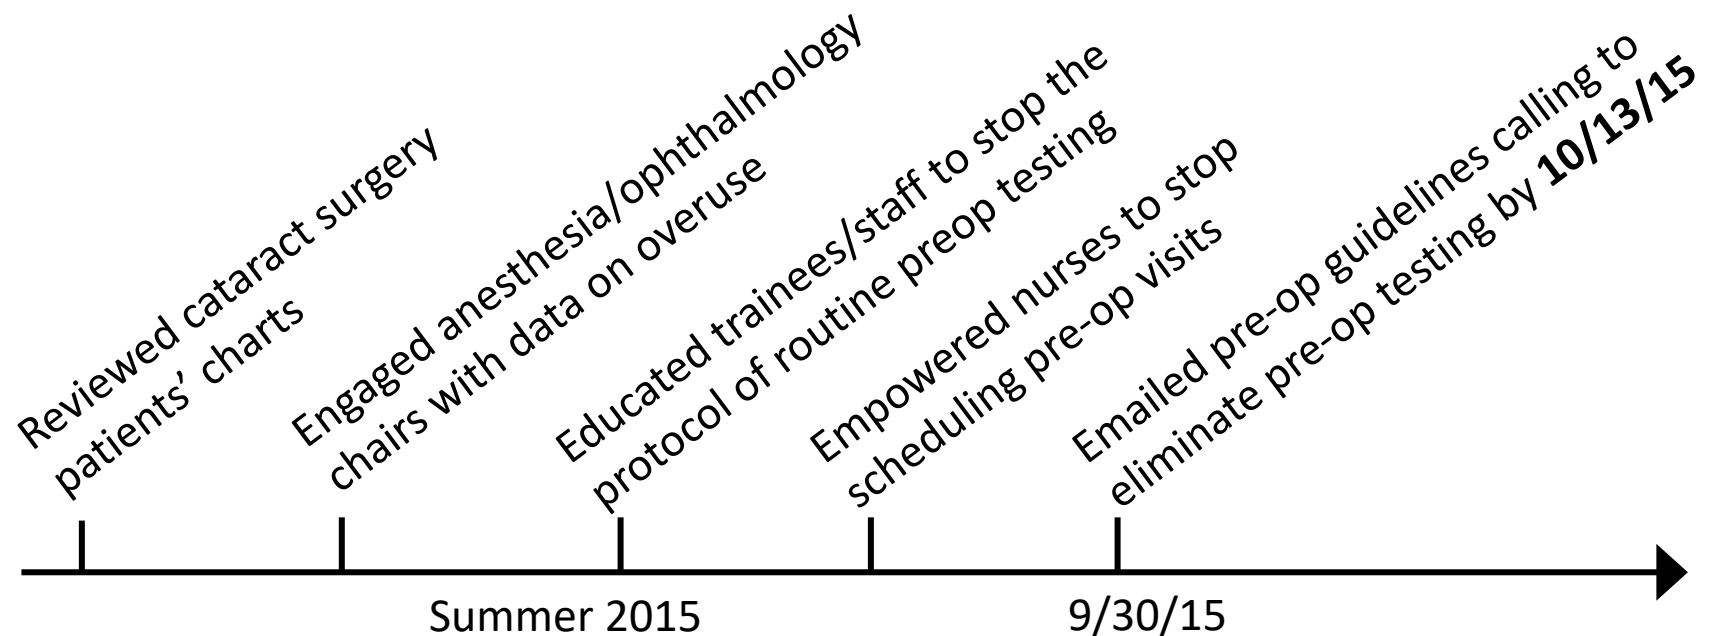 Reviewed cataract surgery
patients’ charts
Engaged anesthesia/ophthalmology
chairs with data on overuse
Educated trainees/staff to stop the
protocol of routine preop testing
Empowered nurses to stop
scheduling pre-op visits
Emailed pre-op guidelines calling to
eliminate pre-op testing by 10/13/15
Summer 2015
9/30/15